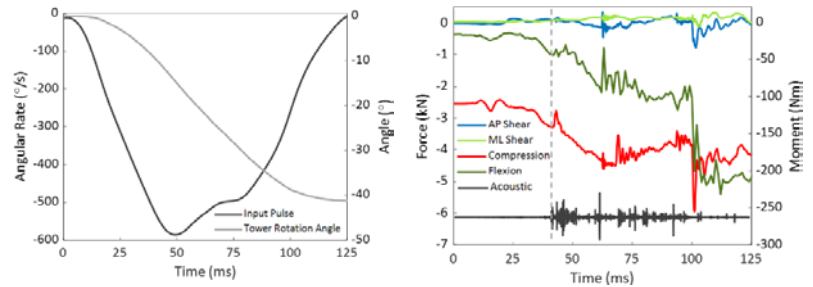 0
-100
-200
-300
-400
-500
-600
Angular Rate (°/s)
0
-10
-20
-30
-40
-50
Angle (°)
Input Pulse
Tower Rotation Angle
0 25 50 75 100 125
Time (ms)
1
0
-1
-2
-3
-4
-5
-6
-7
Force (kN)
0
-50
-100
-150
-200
-250
-300
Moment (Nm)
AP Shear
ML Shear
Compression
Flexion
Acoustic
0 25 50 75 100 125
Time (ms)